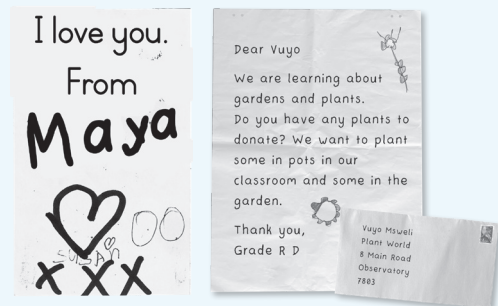 I love you.
From
Maya
SUSAN
X X X
Dear Vuyo
We are learning about
gardens and plants.
Do you have any plants to
donate? We want to plant
some in pots in our
classroom and some in the
garden.
Thank you,
Grade R D
Vuyo Msweli
Plant World
8 Main Road
Observatory
7803